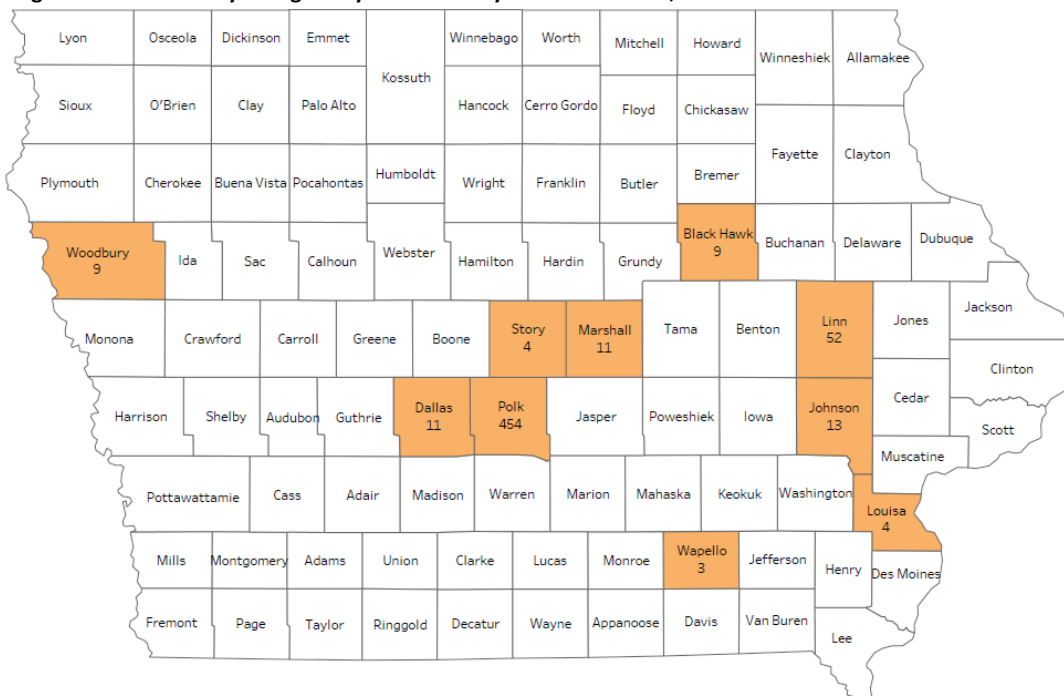 Lyon Osceola Dickinson Emmet Winnebago Worth Mitchell Howard
Winneshiek Allamakee
Kossuth
Sioux O'Brien Clay Palo Alto Hancock Cerro Gordo Floyd Chickasaw
Fayette Clayton
Plymouth Cherokee Buena Vista Pocahontas Humboldt Wright Franklin Butler Bremer
Woodbury
9
Ida Sac Calhoun Webster Hamilton Hardin Grundy
Black Hawk
9
Buchanan Delaware Dubuque
Monona Crawford Carroll Greene Boone
Story
4
Marshall
11
Tama Benton
Linn
52
Jones Jackson
Clinton
Harrison Shelby Audubon Guthrie
Dallas
11
Polk
454
Jasper Poweshiek Iowa
Johnson
13
Cedar
Scott
Muscatine
Pottawattamie Cass Adair Madison Warren Marion Mahaska Keokuk Washington
Louisa
4
Mills Montgomery Adams Union Clarke Lucas Monroe
Wapello
3
Jefferson Henry Des Moines
Fremont Page Taylor Ringgold Decatur Wayne Appanoose Davis Van Buren
Lee